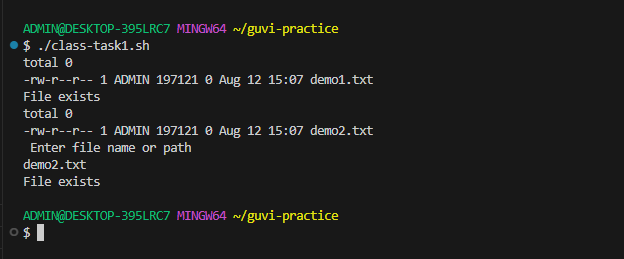 ADMIN@DESKTOP-395LRC7 MINGW64 ~/guvi-practice
$ ./class-task1.sh
total 0
-rw-r--r-- 1 ADMIN 197121 0 Aug 12 15:07 demo1.txt
File exists
total 0
-rw-r--r-- 1 ADMIN 197121 0 Aug 12 15:07 demo2.txt
 Enter file name or path
demo2.txt
File exists
ADMIN@DESKTOP-395LRC7 MINGW64 ~/guvi-practice
$